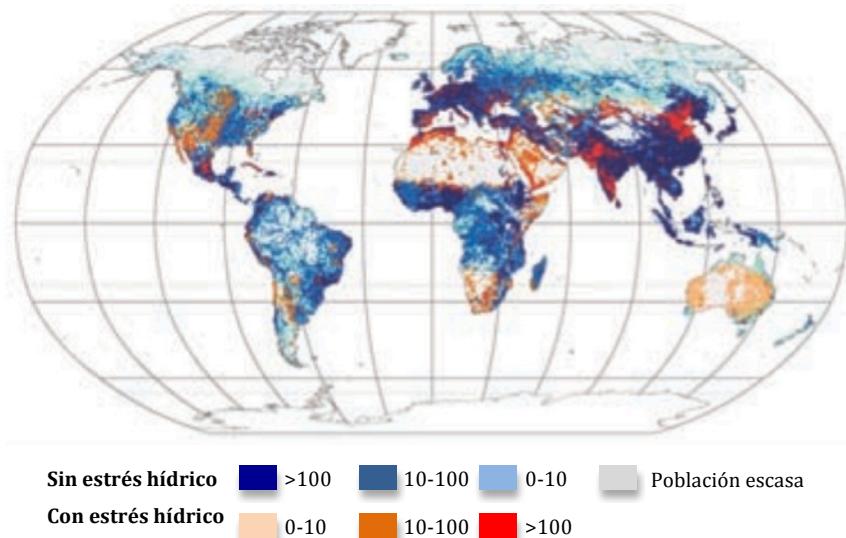 Sin estrés hídrico >100 10-100 0-10 Población escasa
Con estrés hídrico 0-10 10-100 >100